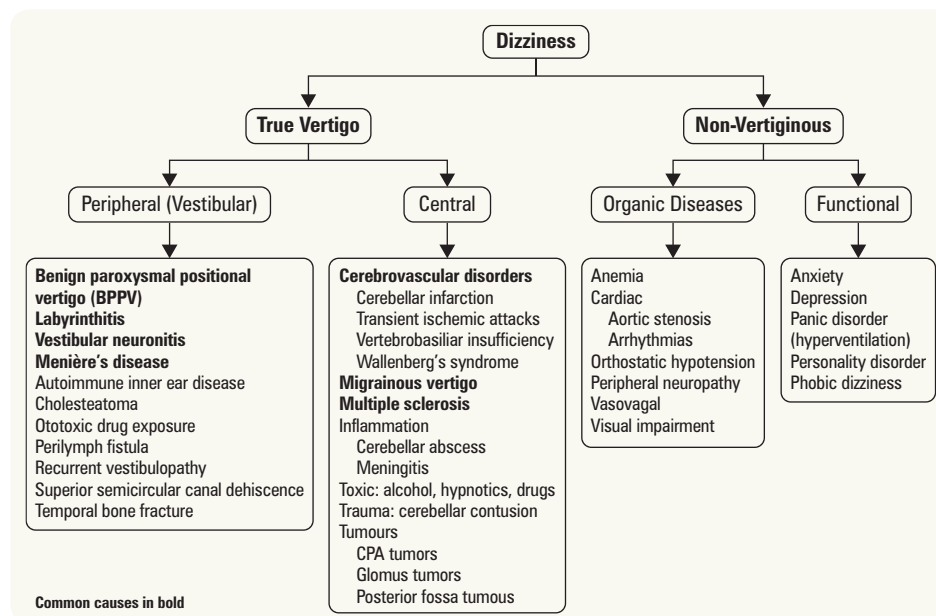 Dizziness
True Vertigo
Non-Vertiginous
Peripheral (Vestibular)
Central
Organic Diseases
Functional
Benign paroxysmal positional
vertigo (BPPV)
Labyrinthitis
Vestibular neuronitis
Menière's disease
Autoimmune inner ear disease
Cholesteatoma
Ototoxic drug exposure
Perilymph fistula
Recurrent vestibulopathy
Superior semicircular canal dehiscence
Temporal bone fracture
Cerebrovascular disorders
Cerebellar infarction
Transient ischemic attacks
Vertebrobasiliar insufficiency
Wallenberg's syndrome
Migrainous vertigo
Multiple sclerosis
Inflammation
Cerebellar abscess
Meningitis
Toxic: alcohol, hypnotics, drugs
Trauma: cerebellar contusion
Tumours
CPA tumors
Glomus tumors
Posterior fossa tumous
Anemia
Cardiac
Aortic stenosis
Arrhythmias
Orthostatic hypotension
Peripheral neuropathy
Vasovagal
Visual impairment
Anxiety
Depression
Panic disorder
(hyperventilation)
Personality disorder
Phobic dizziness
Common causes in bold